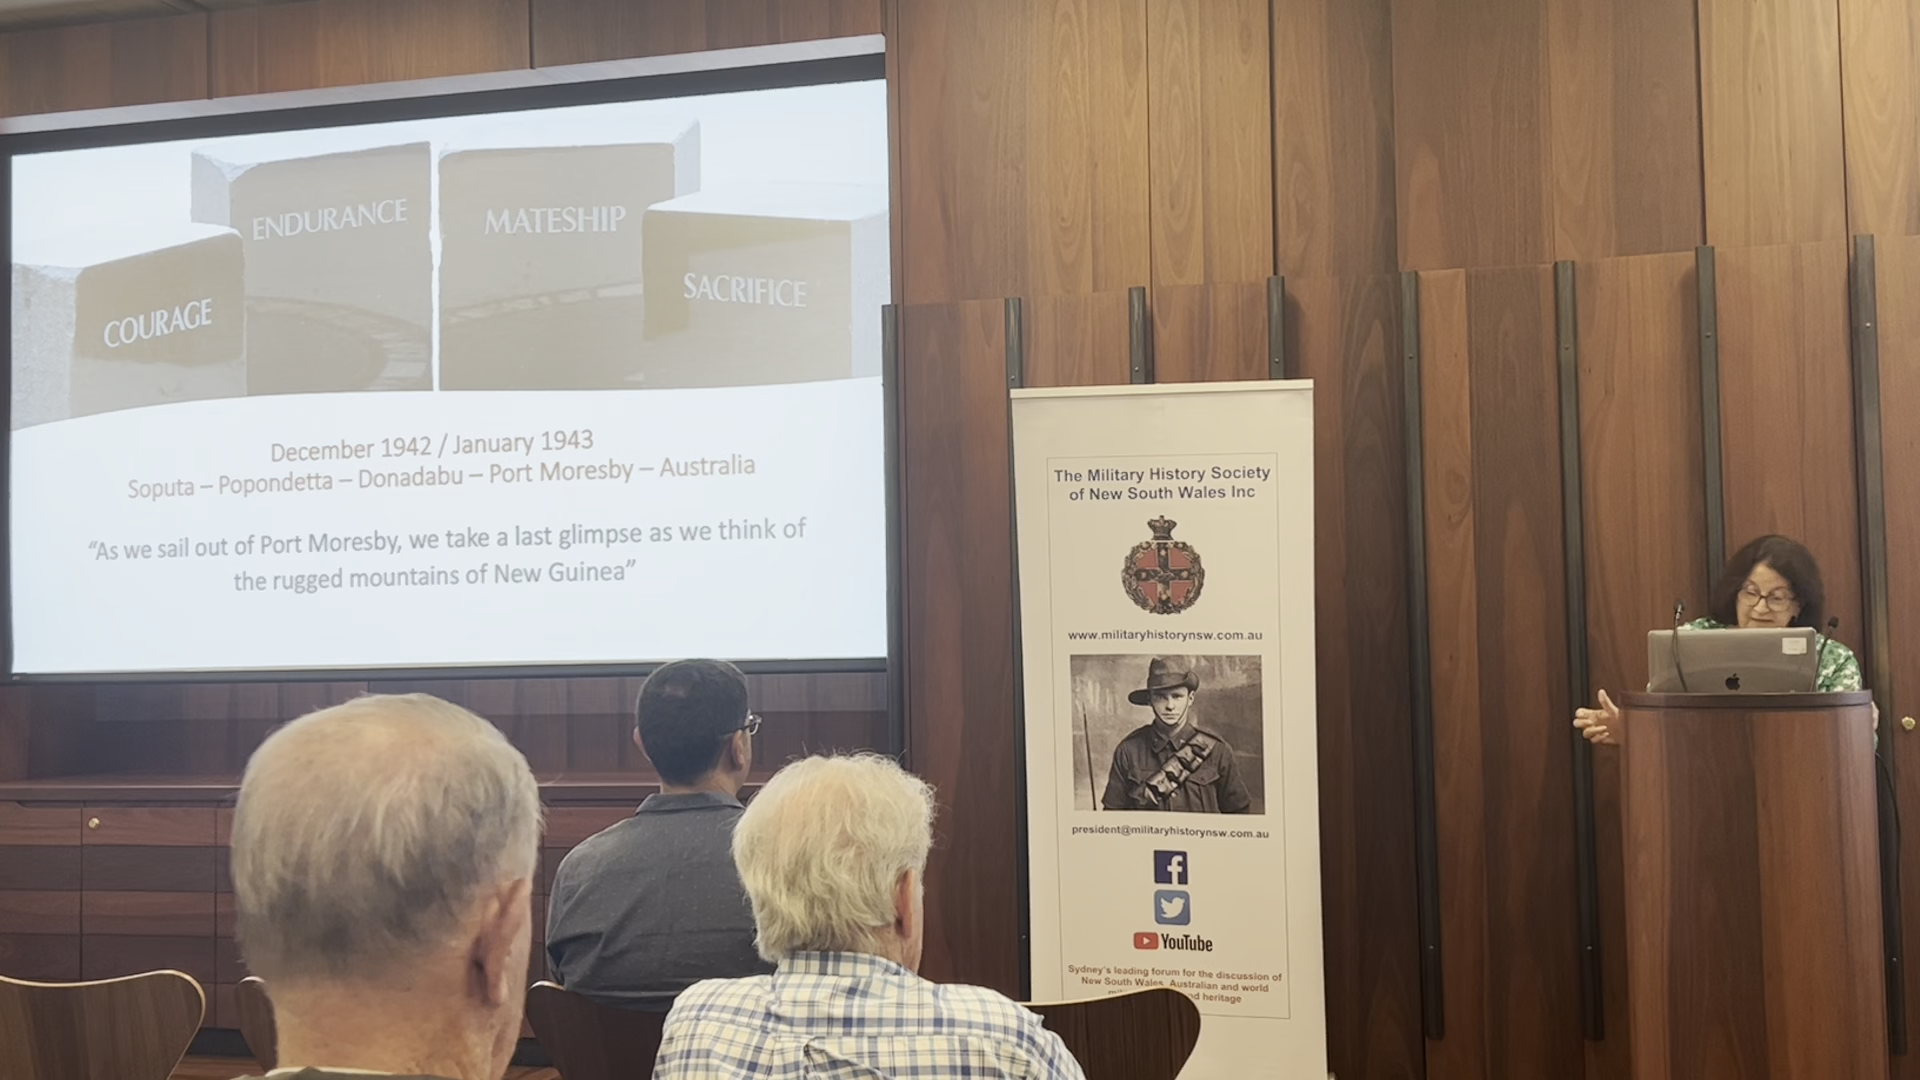 ENDURANCE
MATESHIP
COURAGE
SACRIFICE
December 1942 / January 1943
Soputa – Popondetta – Donadabu – Port Moresby – Australia
“As we sail out of Port Moresby, we take a last glimpse as we think of
the rugged mountains of New Guinea”
The Military History Society
of New South Wales Inc
www.militaryhistorynsw.com.au
president@militaryhistorynsw.com.au
YouTube
Sydney's leading forum for the discussion of
New South Wales, Australian and world
heritage